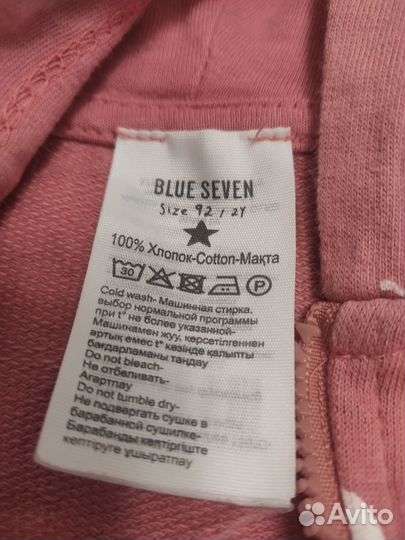 BLUE SEVEN
Size 92 / 2Y
100% Хлопок-Cotton-Мақта
30 P
Cold wash- Машинная стирка,
выбор нормальной программы
при t° не более указанной-
Машинамен жуу, көрсетілгеннен
артық емес t° кезінде қалыпты
бағдарламаны таңдау
Do not bleach-
Не отбеливать-
Ағартпау
Do not tumble dry-
Не подвергать сушке в
барабанной сушилке-
Барабанды кептіргіште
кептіруге ұшыратпау
Avito